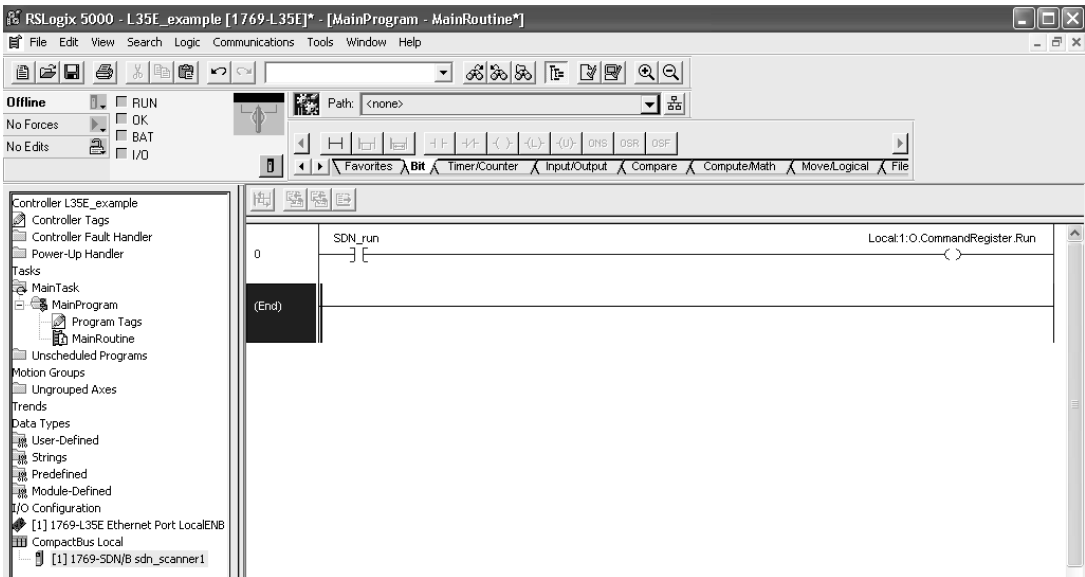 RSLogix 5000 - L35E_example [1769-L35E]* - [MainProgram - MainRoutine*]
File Edit View Search Logic Communications Tools Window Help
Offline
RUN
Path: <none>
No Forces
OK
BAT
No Edits
I/O
ONS OSR OSF
Favorites Bit Timer/Counter Input/Output Compare Compute/Math Move/Logical File
Controller L35E_example
Controller Tags
Controller Fault Handler
Power-Up Handler
Tasks
MainTask
MainProgram
Program Tags
MainRoutine
Unscheduled Programs
Motion Groups
Ungrouped Axes
Trends
Data Types
User-Defined
Strings
Predefined
Module-Defined
I/O Configuration
[1] 1769-L35E Ethernet Port LocalENB
CompactBus Local
[1] 1769-SDN/B sdn_scanner1
SDN_run
Local:1:O.CommandRegister.Run
0
(End)